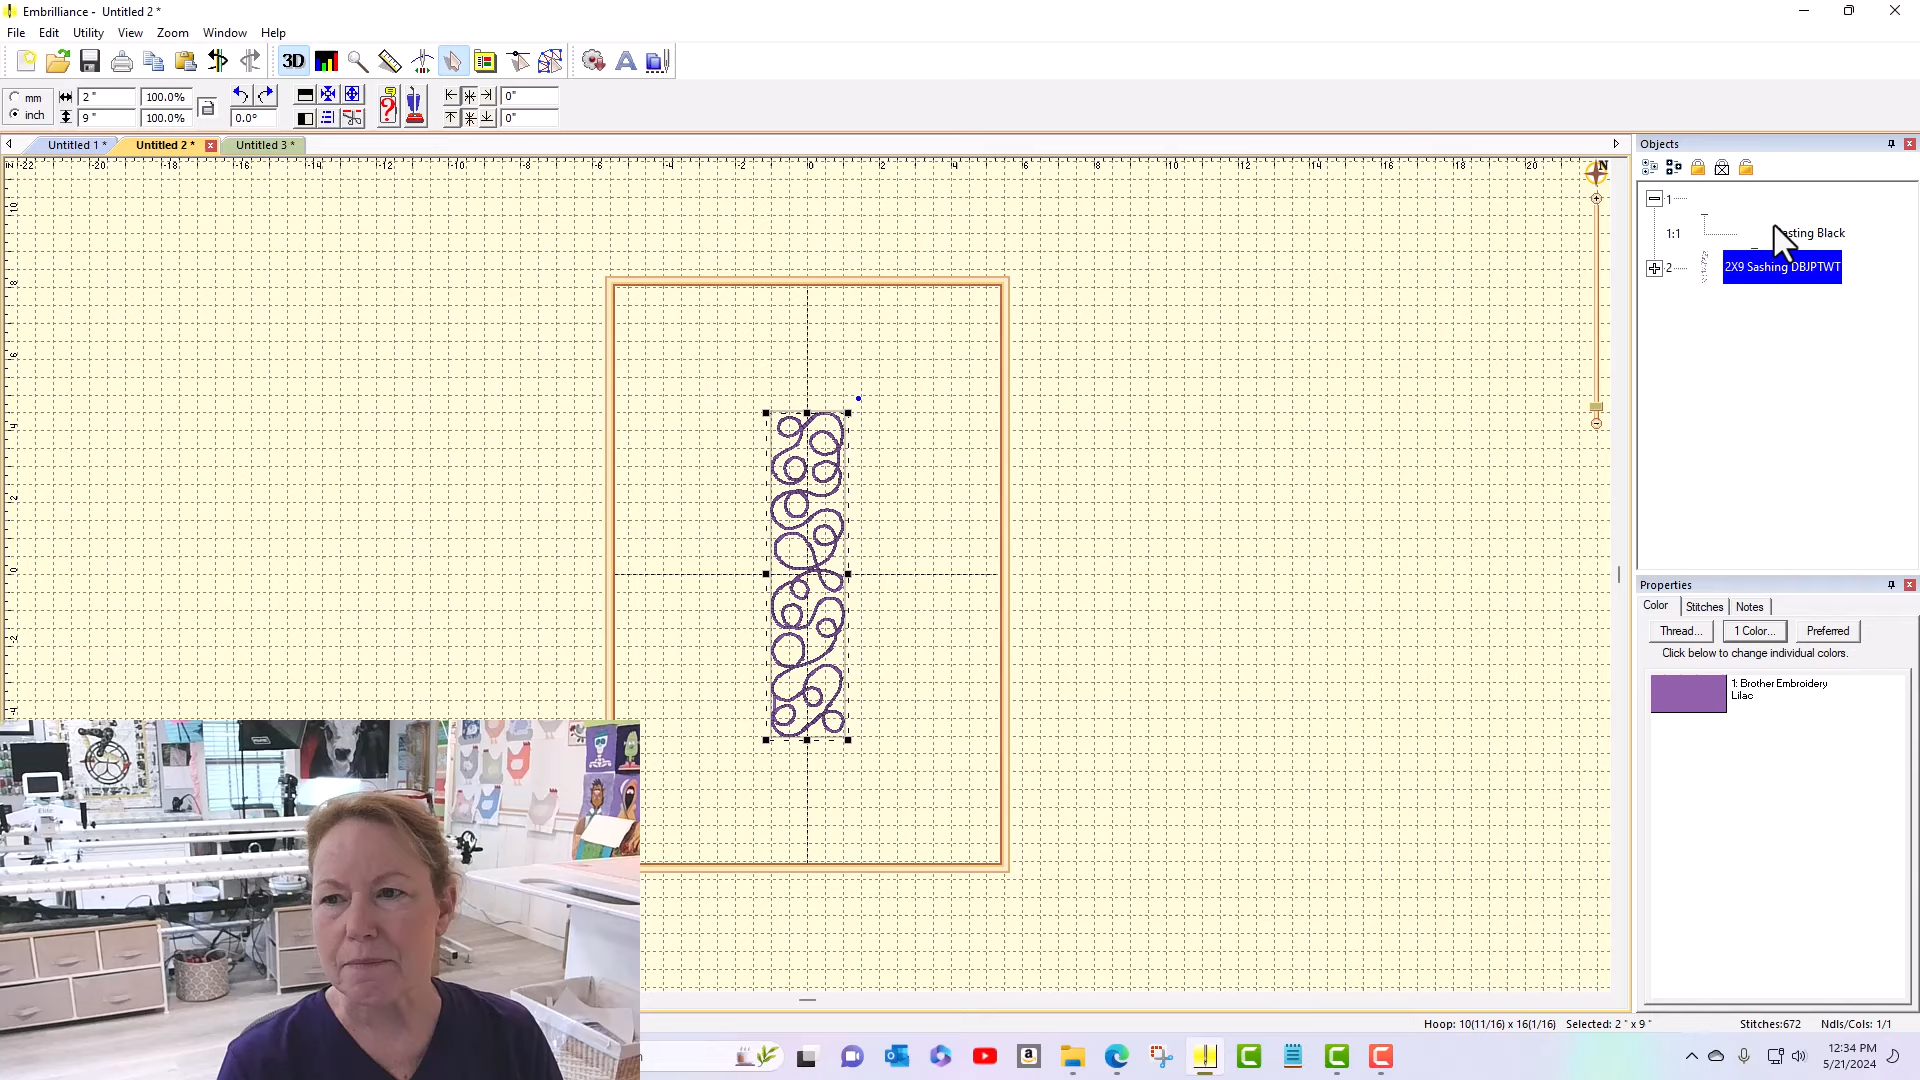 Embrilliance - Untitled 2 *
File Edit Utility View Zoom Window Help
3D
mm 2 " 100.0% 0"
inch 9 " 100.0% 0.0° 0"
Untitled 1 * Untitled 2 * Untitled 3 *
Objects
1
1:1 asting Black
2 2X9 Sashing DBJPTWT
Properties
Color Stitches Notes
Thread... 1 Color... Preferred
Click below to change individual colors.
1: Brother Embroidery
Lilac
Hoop: 10(11/16) x 16(1/16) Selected: 2 " x 9 " Stitches:672 Ndls/Cols: 1/1
12:34 PM
5/21/2024